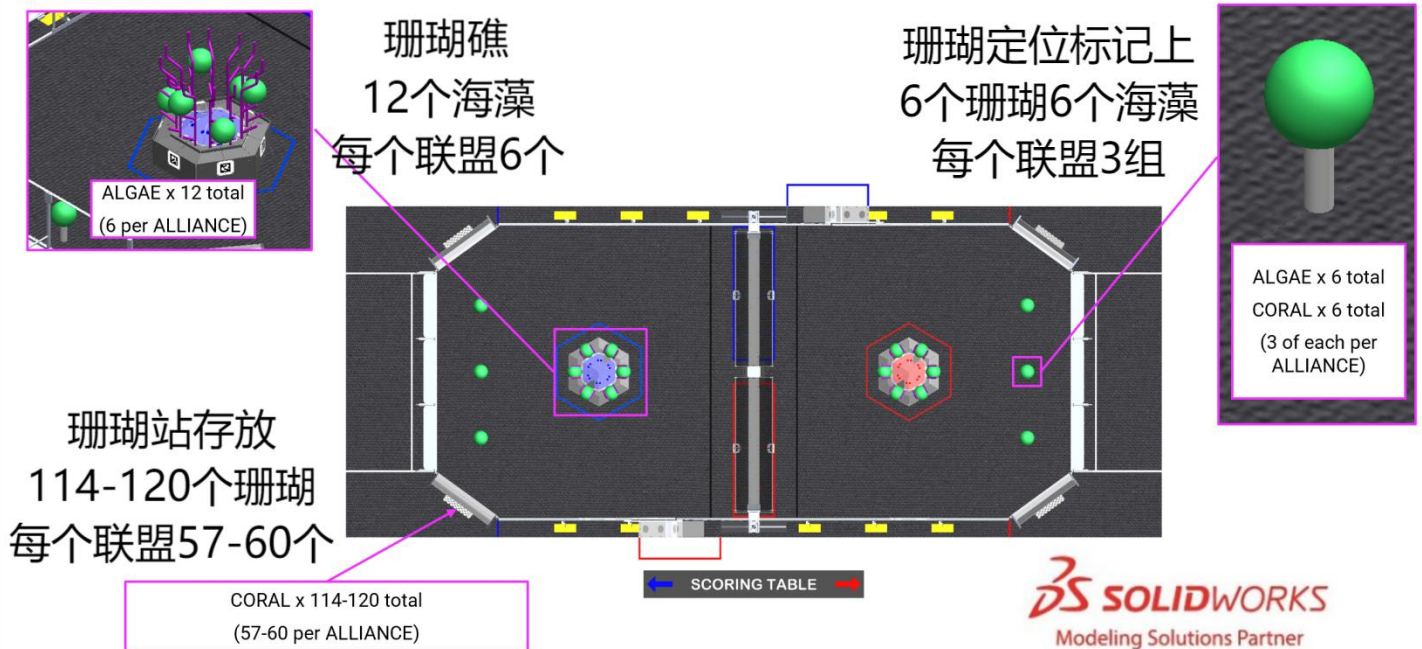 珊瑚礁
12个海藻
每个联盟6个
珊瑚定位标记上
6个珊瑚6个海藻
每个联盟3组
ALGAE x 12 total
(6 per ALLIANCE)
ALGAE x 6 total
CORAL x 6 total
(3 of each per
ALLIANCE)
珊瑚站存放
114-120个珊瑚
每个联盟57-60个
CORAL x 114-120 total
(57-60 per ALLIANCE)
SCORING TABLE
SOLIDWORKS
Modeling Solutions Partner